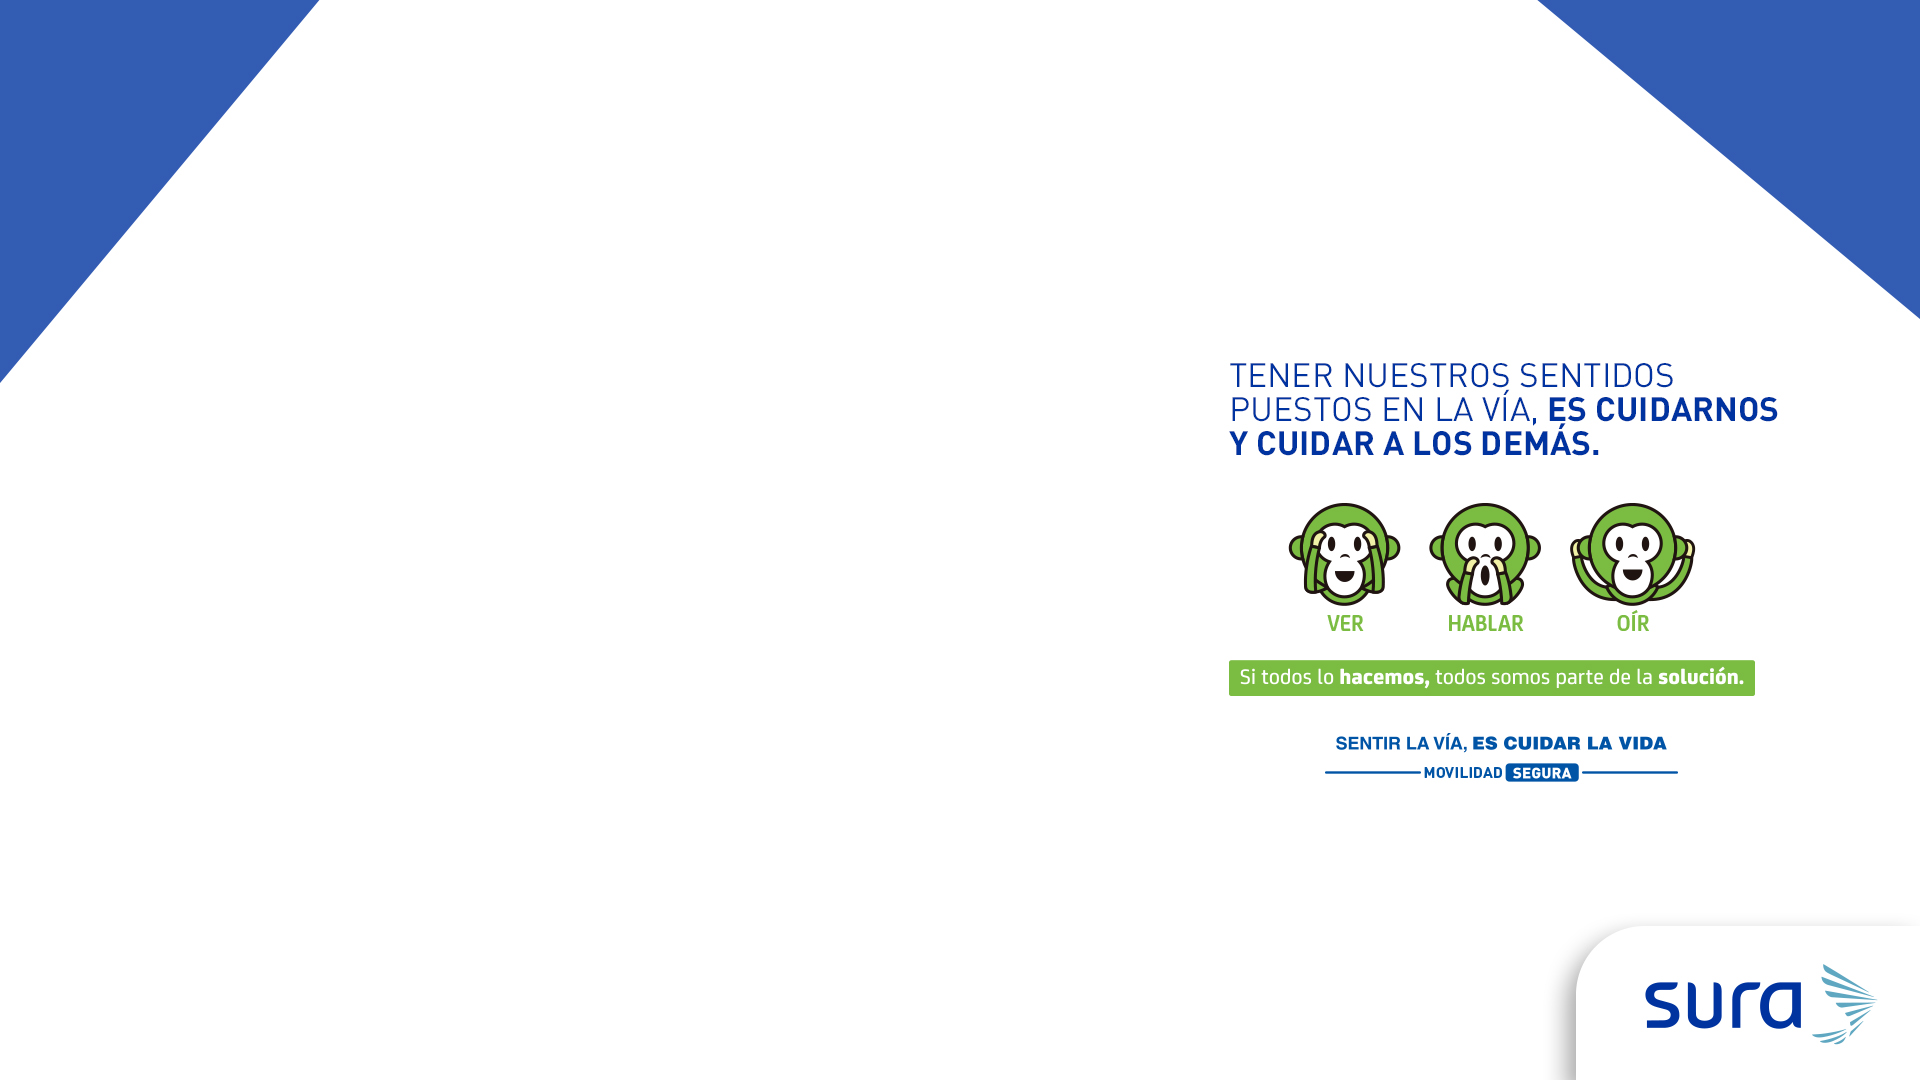 TENER NUESTROS SENTIDOS
PUESTOS EN LA VÍA, ES CUIDARNOS
Y CUIDAR A LOS DEMÁS.
VER HABLAR OÍR
Si todos lo hacemos, todos somos parte de la solución.
SENTIR LA VÍA, ES CUIDAR LA VIDA
MOVILIDAD SEGURA
sura